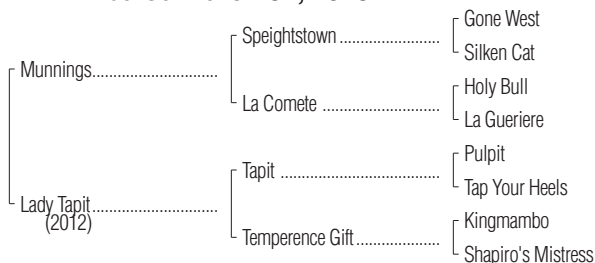 Gone West
Speightstown
Silken Cat
Munnings
Holy Bull
La Comete
La Gueriere
Pulpit
Tapit
Tap Your Heels
Lady Tapit
(2012)
Kingmambo
Temperence Gift
Shapiro's Mistress